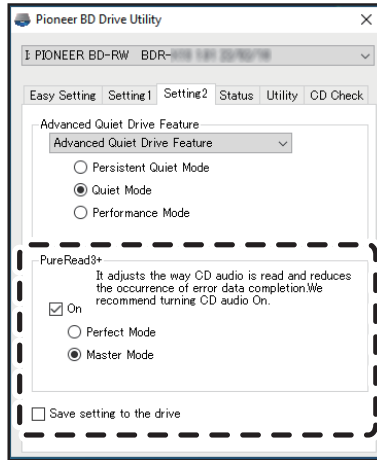 Pioneer BD Drive Utility
I: PIONEER BD-RW BDR-
Easy Setting Setting1 Setting2 Status Utility CD Check
Advanced Quiet Drive Feature
Advanced Quiet Drive Feature
Persistent Quiet Mode
Quiet Mode
Performance Mode
PureRead3+
It adjusts the way CD audio is read and reduces
the occurrence of error data completion.We
recommend turning CD audio On.
On
Perfect Mode
Master Mode
Save setting to the drive